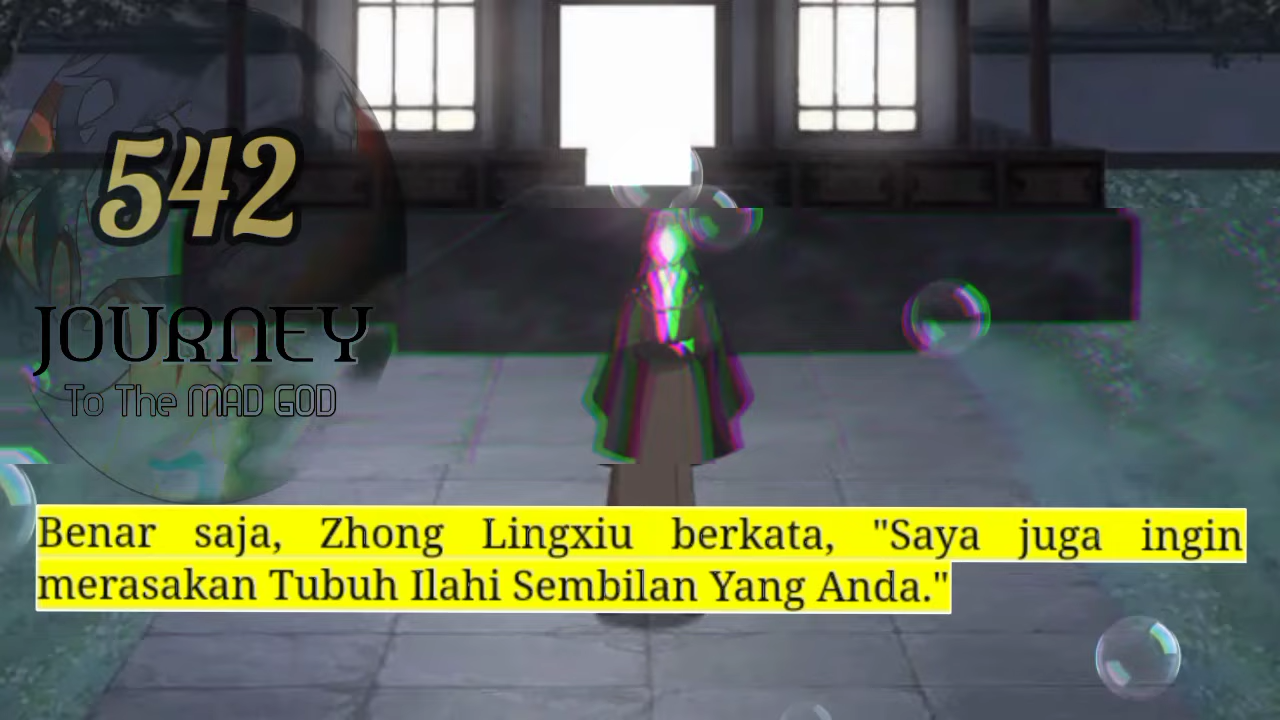 542
JOURNEY
To The MAD GOD
Benar saja, Zhong Lingxiu berkata, "Saya juga ingin
merasakan Tubuh Ilahi Sembilan Yang Anda."